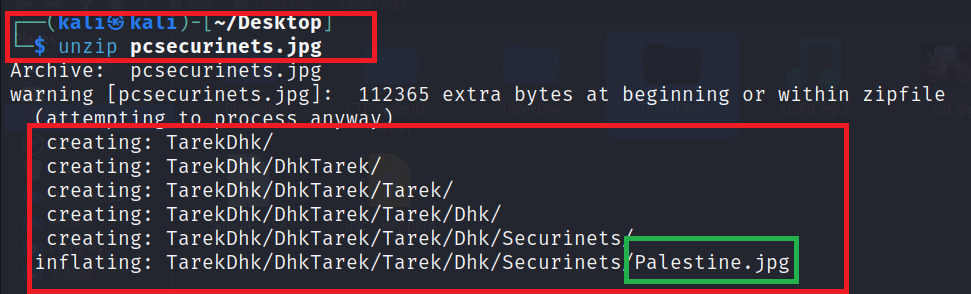 ┌──(kali㉿kali)-[~/Desktop]
└─$ unzip pcsecurinets.jpg
Archive:  pcsecurinets.jpg
warning [pcsecurinets.jpg]:  112365 extra bytes at beginning or within zipfile
  (attempting to process anyway)
   creating: TarekDhk/
   creating: TarekDhk/DhkTarek/
   creating: TarekDhk/DhkTarek/Tarek/
   creating: TarekDhk/DhkTarek/Tarek/Dhk/
   creating: TarekDhk/DhkTarek/Tarek/Dhk/Securinets/
  inflating: TarekDhk/DhkTarek/Tarek/Dhk/Securinets/Palestine.jpg